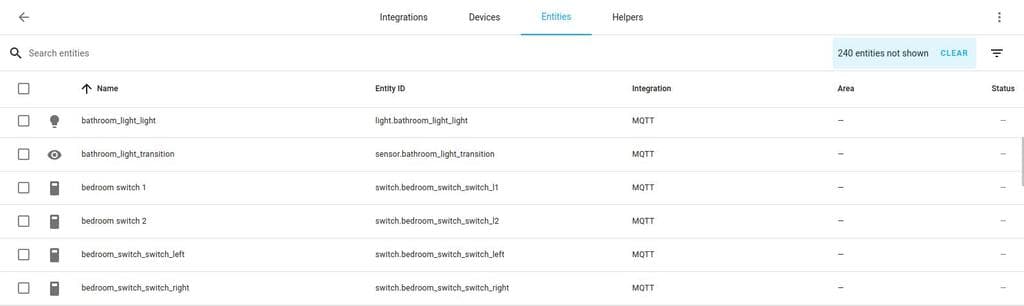 Integrations Devices Entities Helpers
Search entities 240 entities not shown CLEAR
Name Entity ID Integration Area Status
bathroom_light_light light.bathroom_light_light MQTT — —
bathroom_light_transition sensor.bathroom_light_transition MQTT — —
bedroom switch 1 switch.bedroom_switch_switch_l1 MQTT — —
bedroom switch 2 switch.bedroom_switch_switch_l2 MQTT — —
bedroom_switch_switch_left switch.bedroom_switch_switch_left MQTT — —
bedroom_switch_switch_right switch.bedroom_switch_switch_right MQTT — —